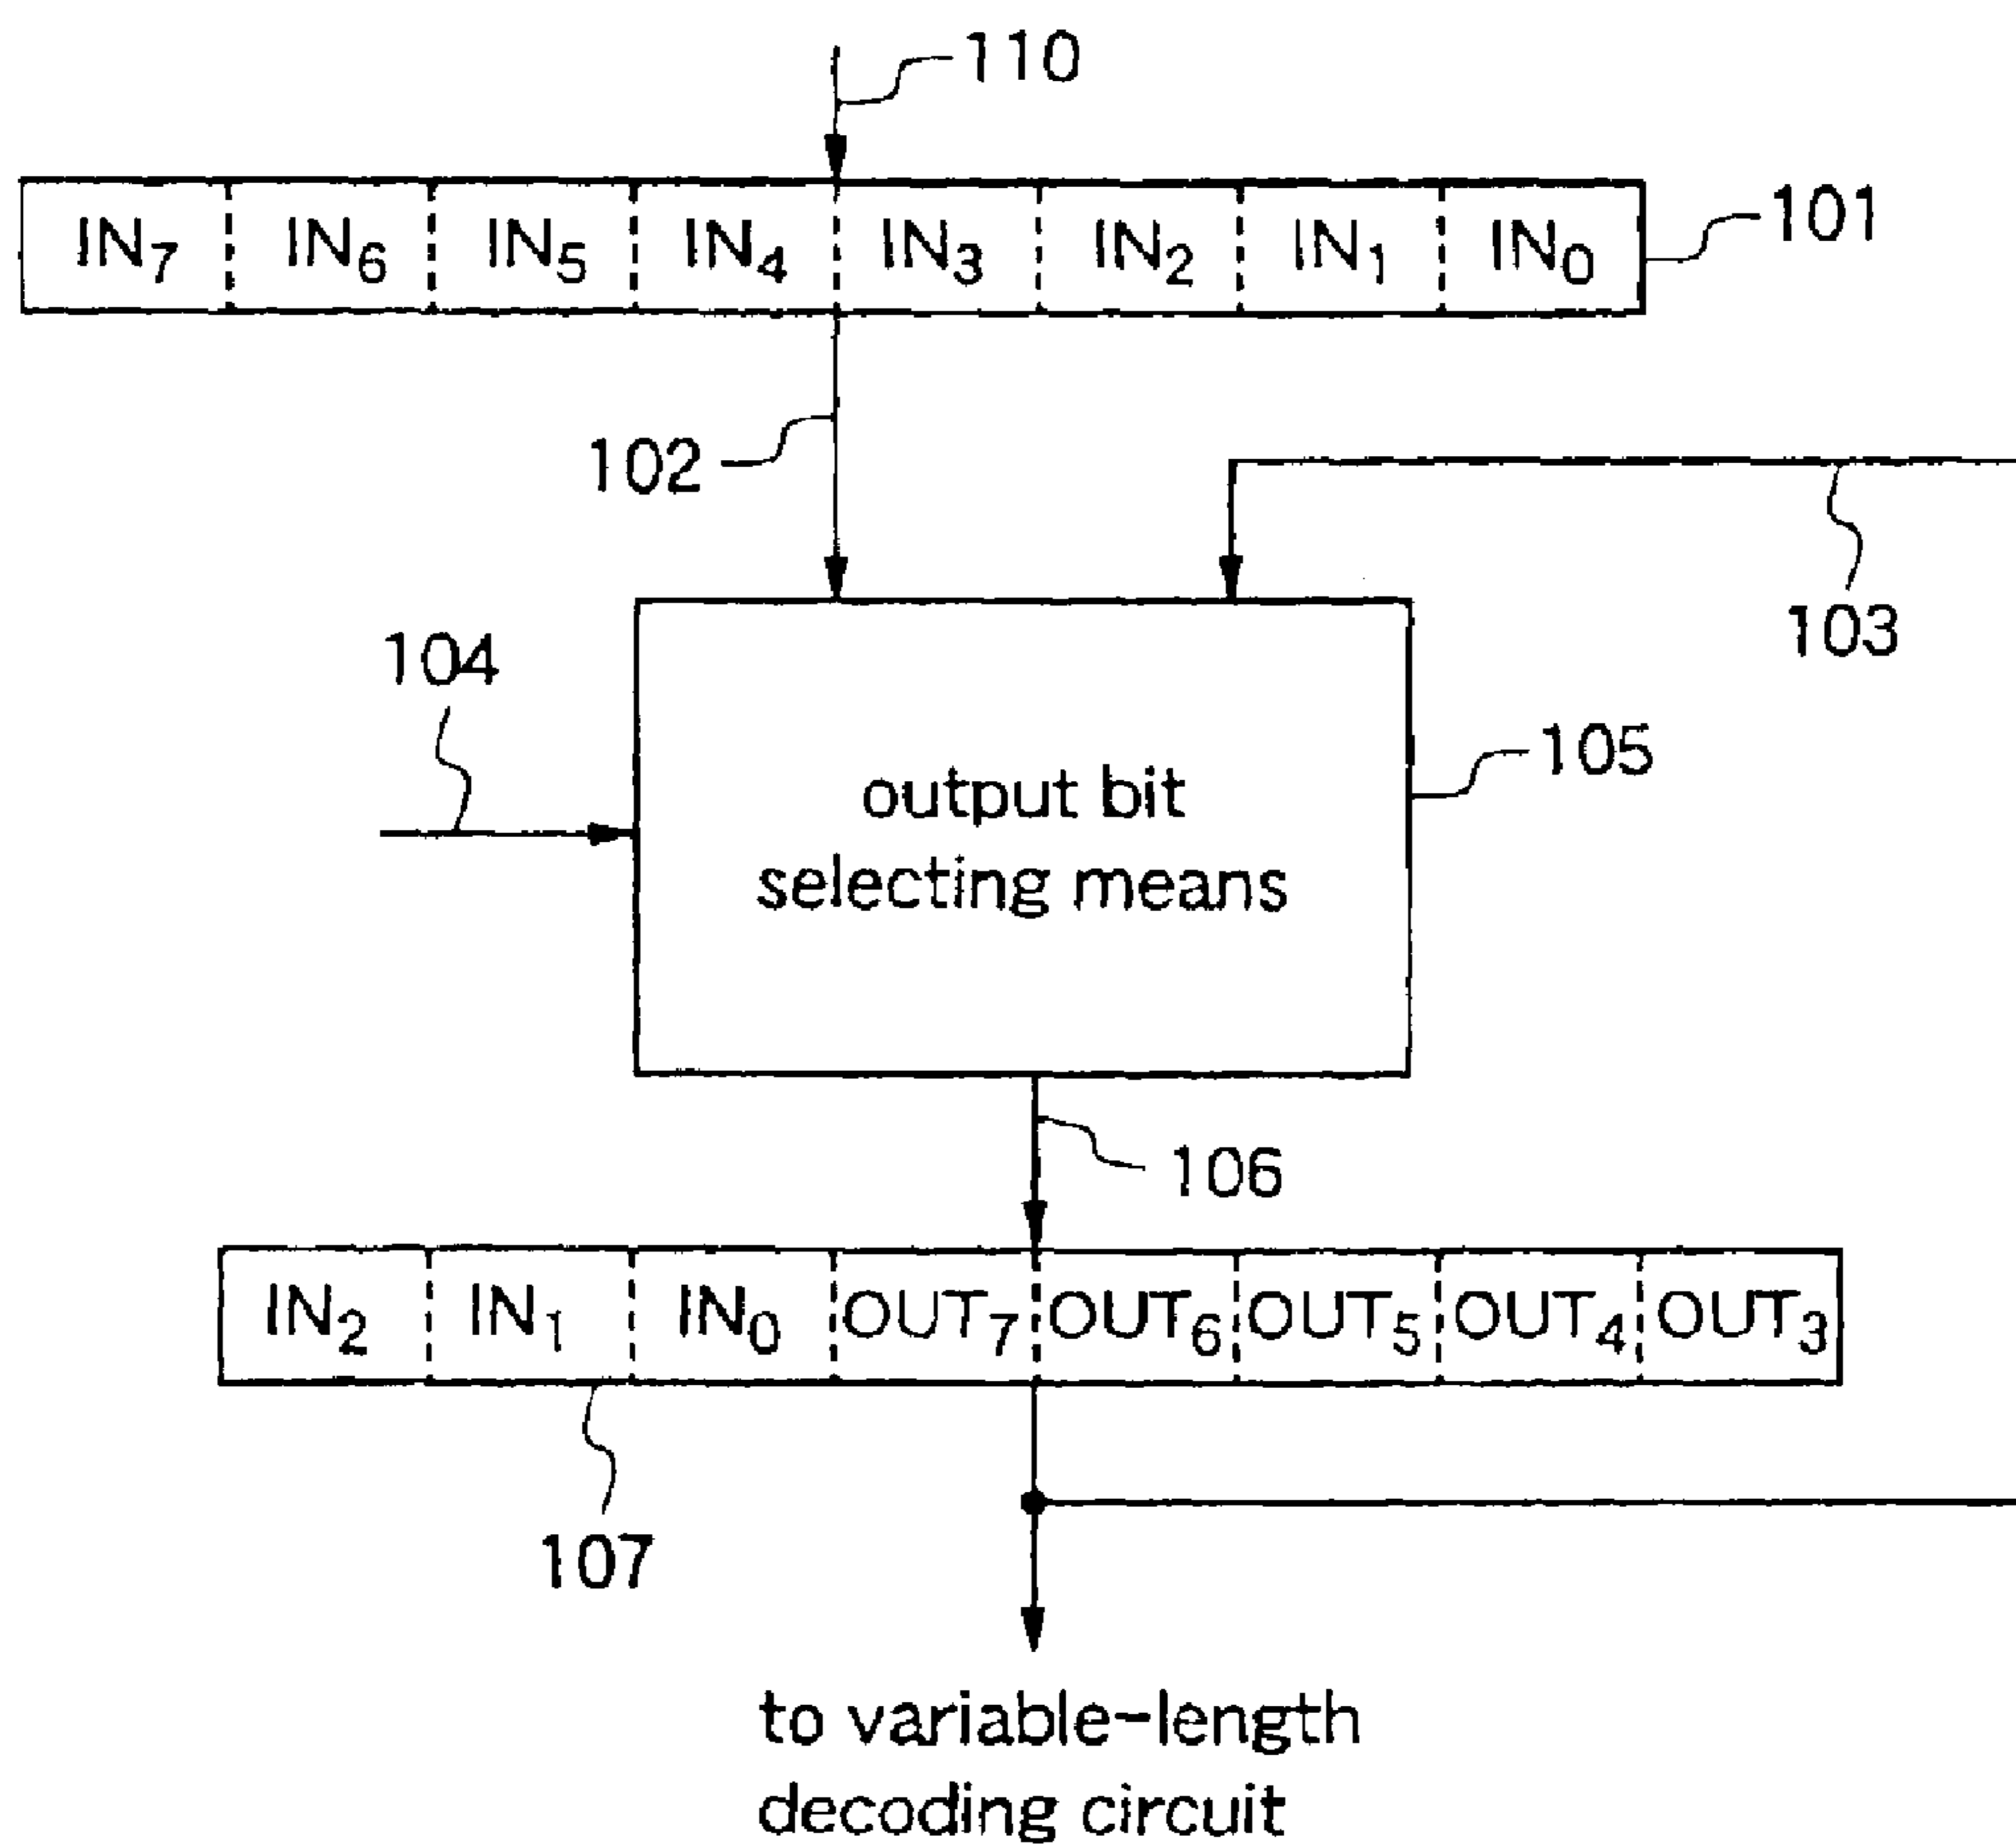 110
IN7 IN6 IN5 IN4 IN3 IN2 IN1 IN0 101
102
103
104
105
output bit
selecting means
106
IN2 IN1 IN0 OUT7 OUT6 OUT5 OUT4 OUT3
107
to variable-length
decoding circuit